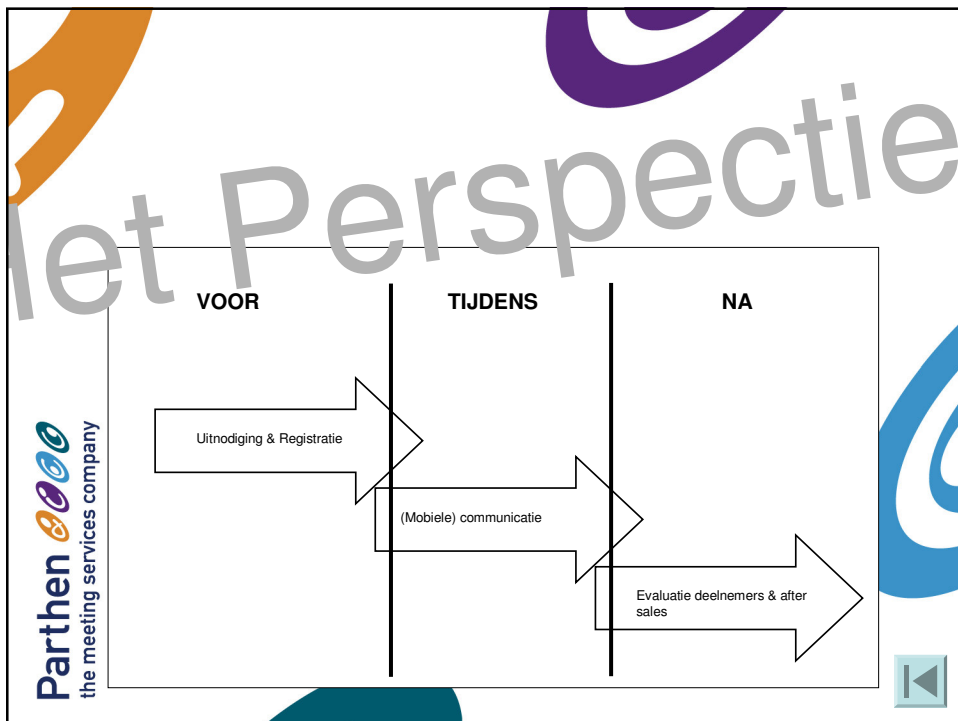 let Perspectie
VOOR
TIJDENS
NA
Uitnodiging & Registratie
(Mobiele) communicatie
Evaluatie deelnemers & after
sales
Parthen
the meeting services company